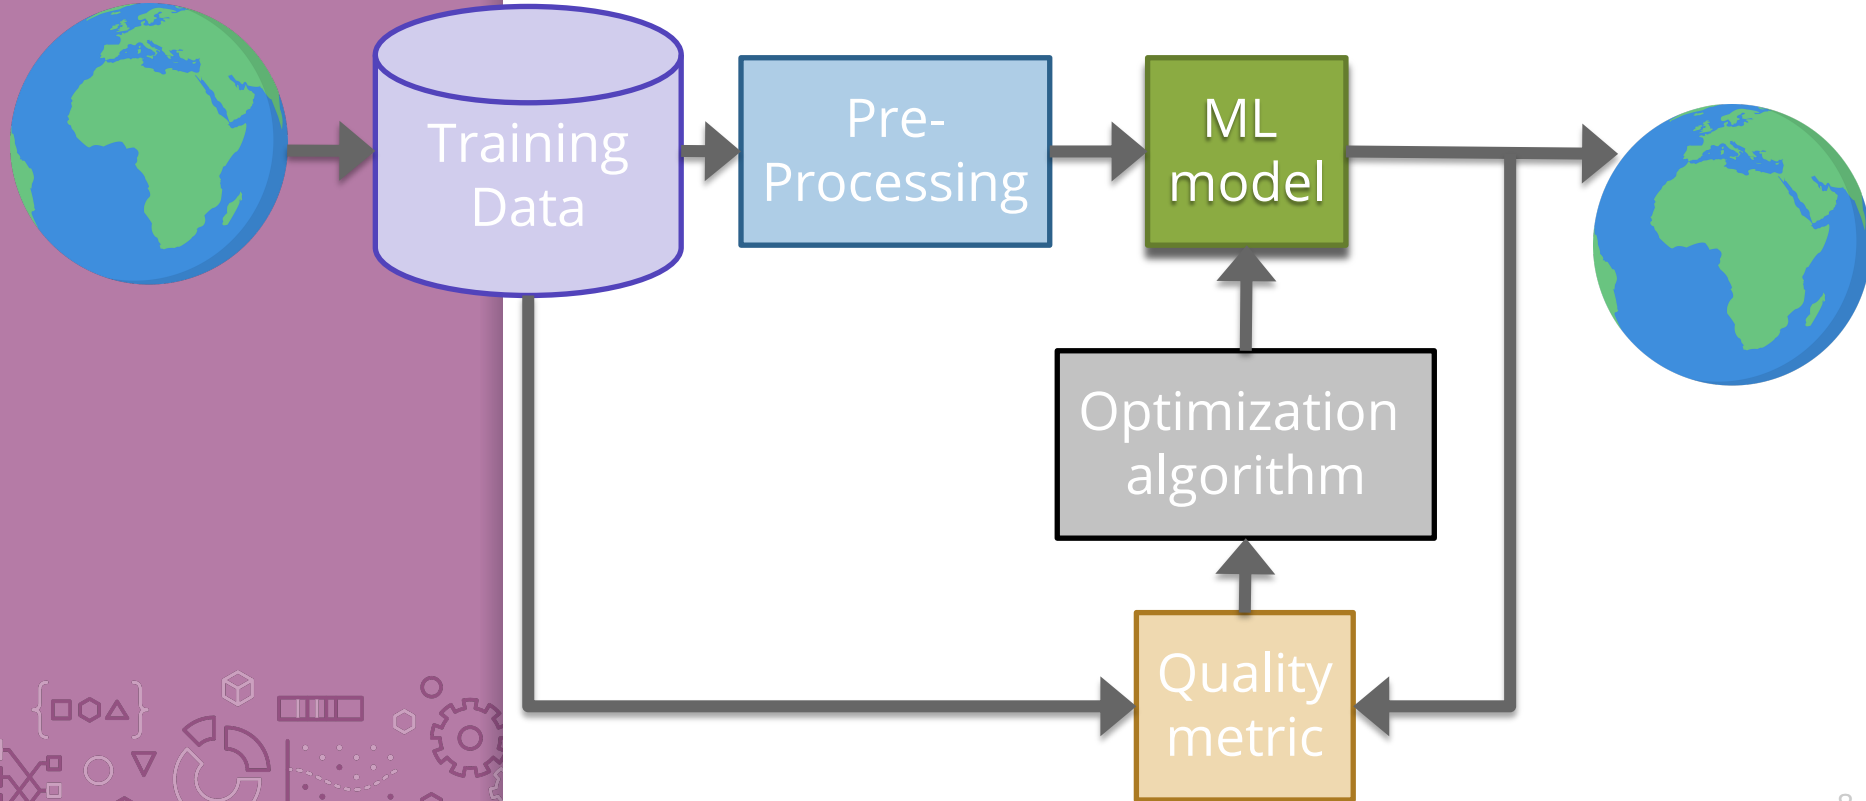 Training
Data
Pre-
Processing
ML
model
Optimization
algorithm
Quality
metric